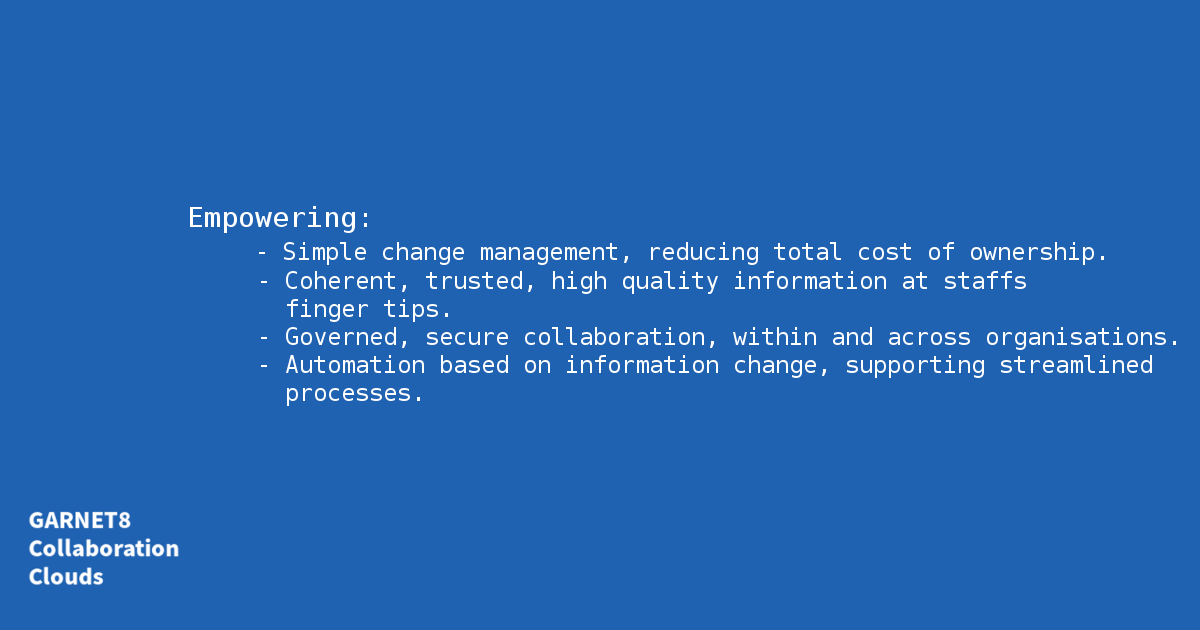 Empowering:
- Simple change management, reducing total cost of ownership.
- Coherent, trusted, high quality information at staffs
finger tips.
- Governed, secure collaboration, within and across organisations.
- Automation based on information change, supporting streamlined
processes.
GARNET8
Collaboration
Clouds